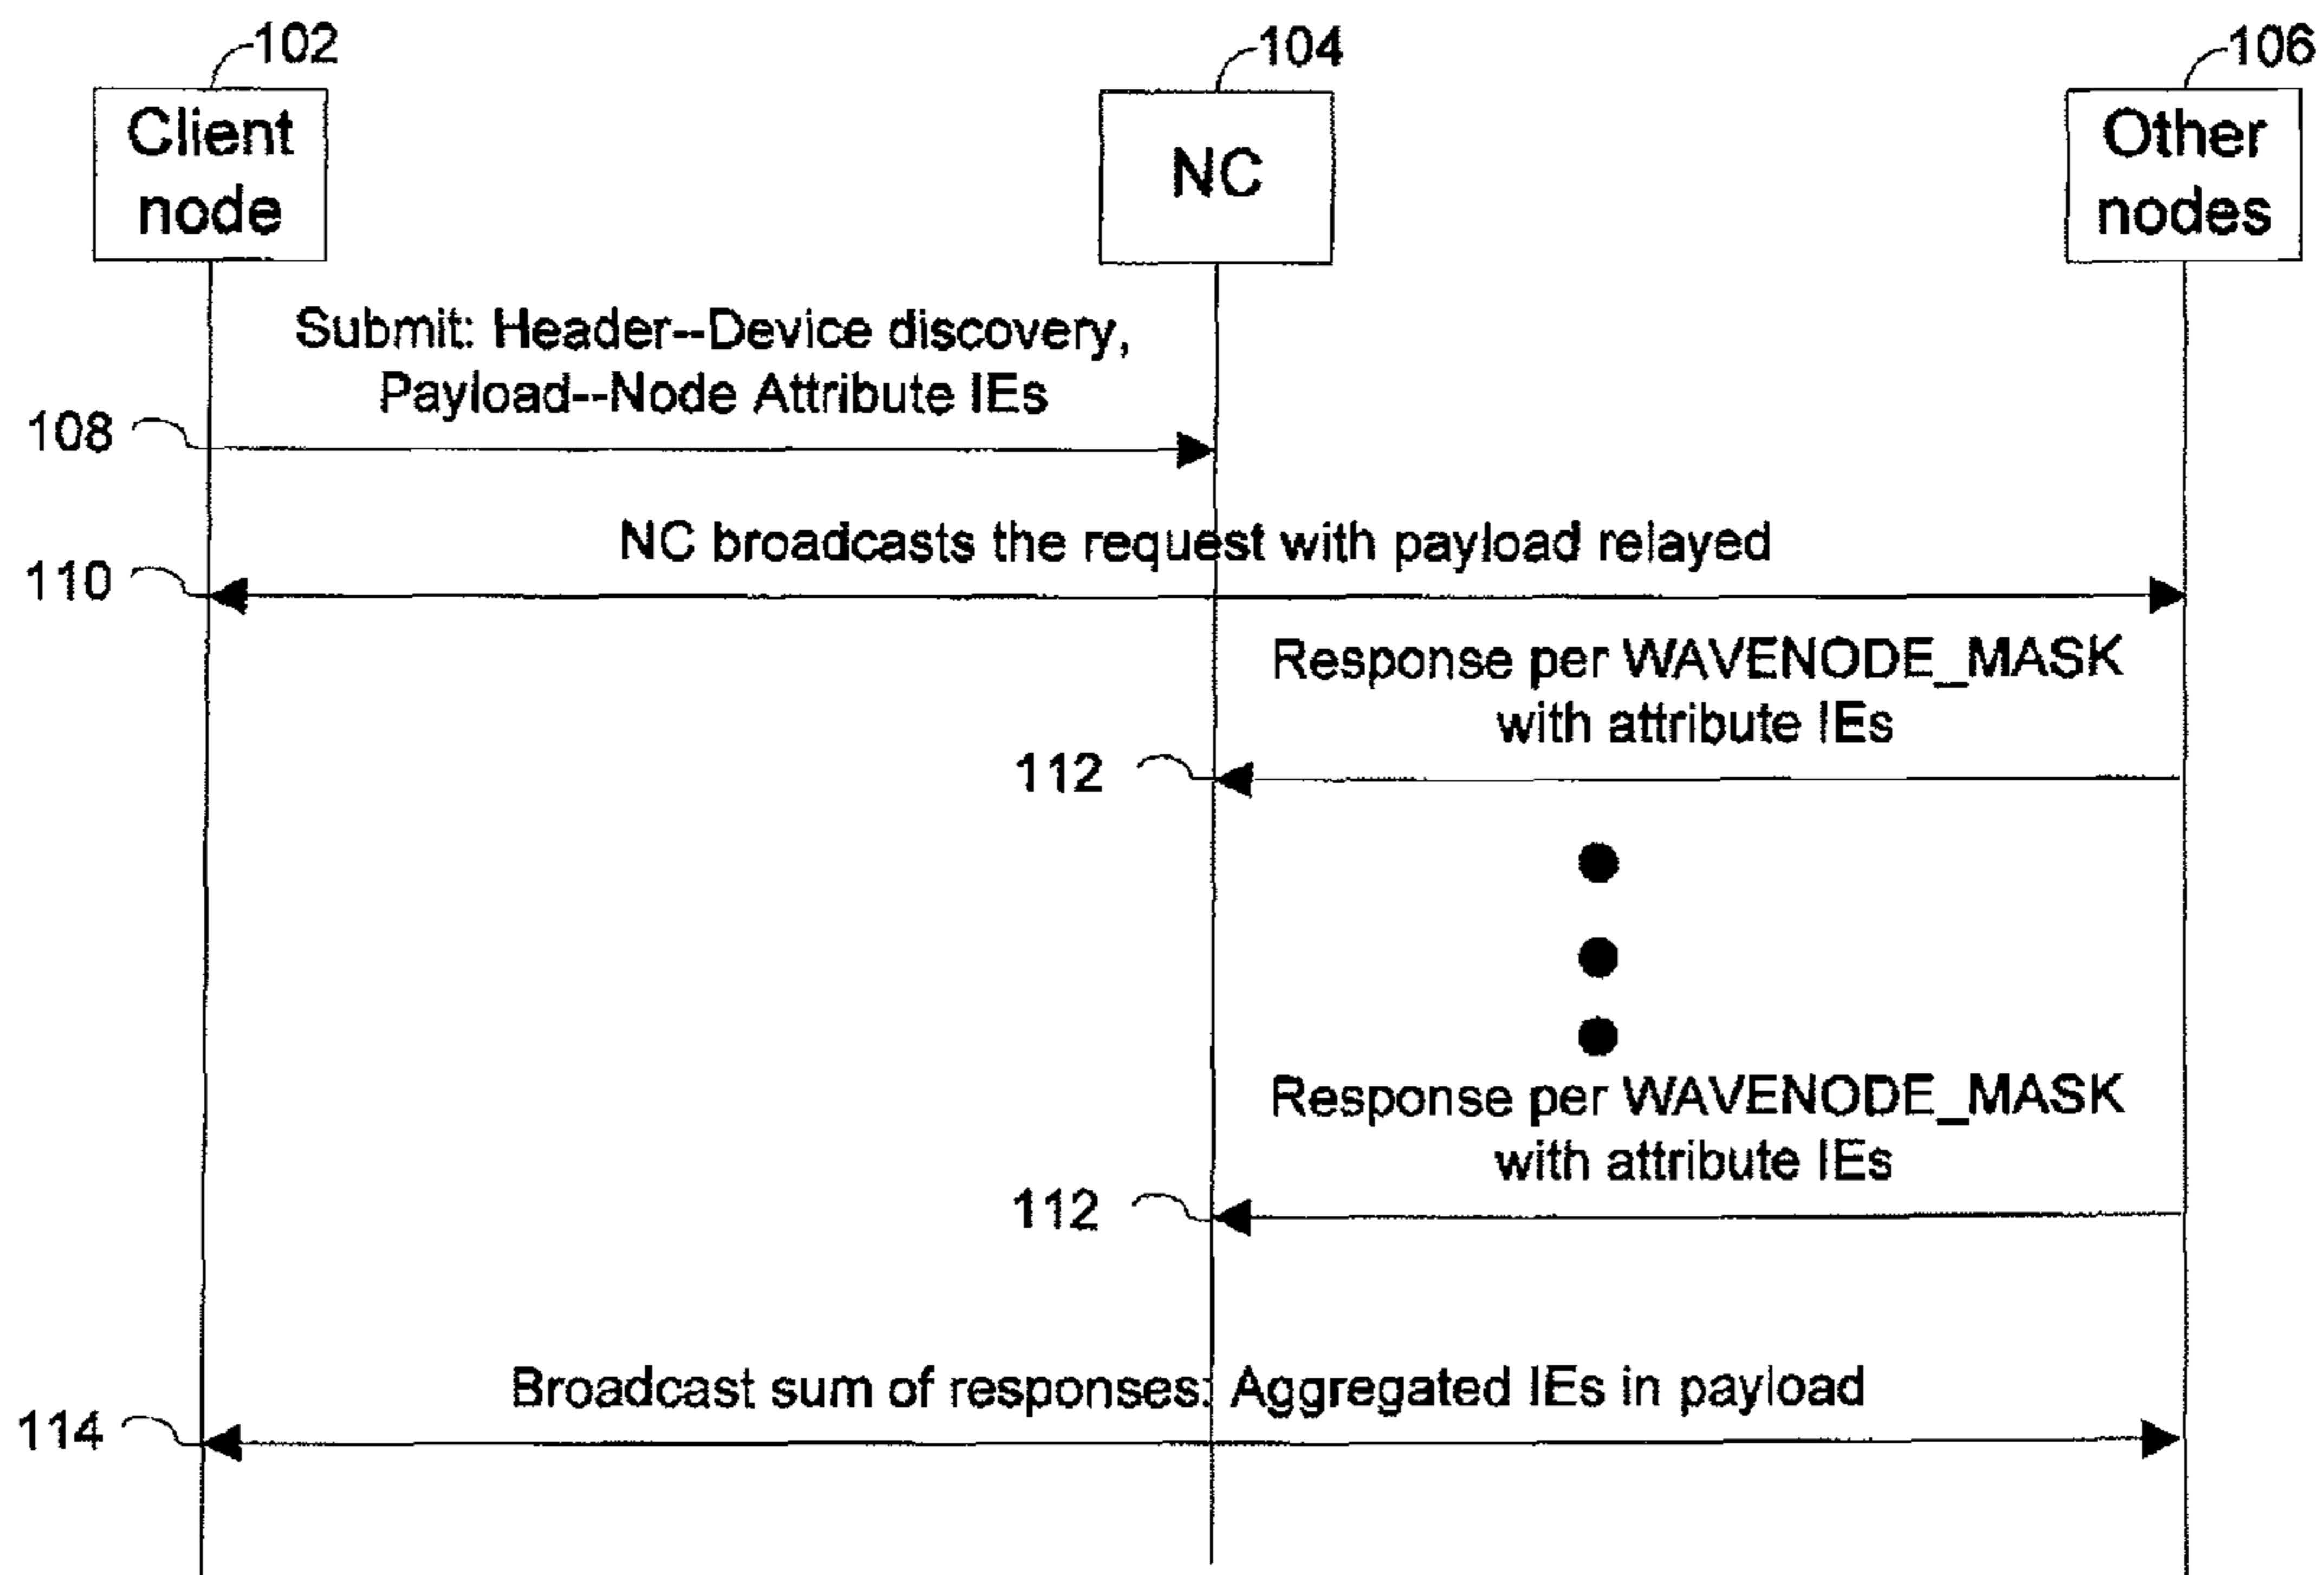 102
104
106
Client
node
NC
Other
nodes
Submit: Header--Device discovery,
Payload--Node Attribute IEs
108
NC broadcasts the request with payload relayed
110
Response per WAVENODE_MASK
with attribute IEs
112
Response per WAVENODE_MASK
with attribute IEs
112
Broadcast sum of responses: Aggregated IEs in payload
114